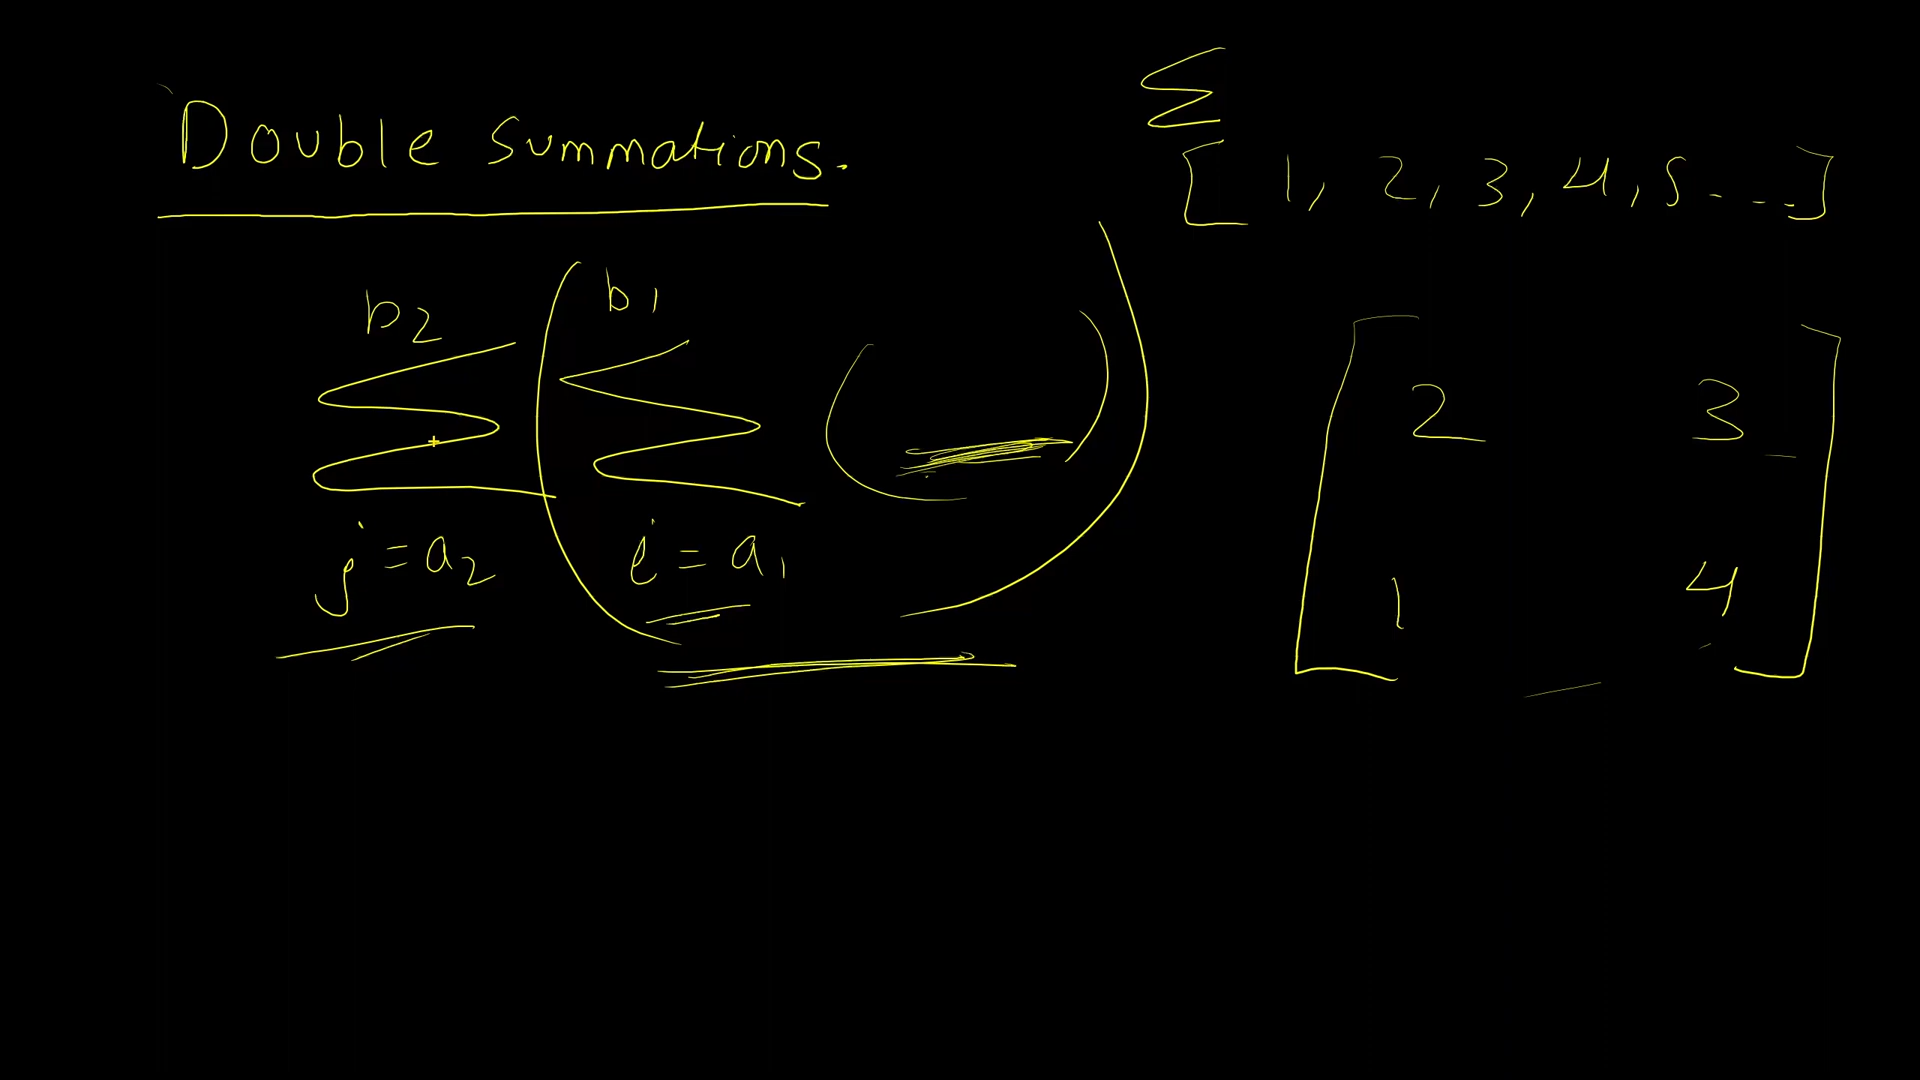 Double Summations.
Σ
[ 1, 2, 3, 4, 5 - - - ]
b2 b1
Σ ( Σ ( ) )
j = a2 i = a1
2 3
1 4